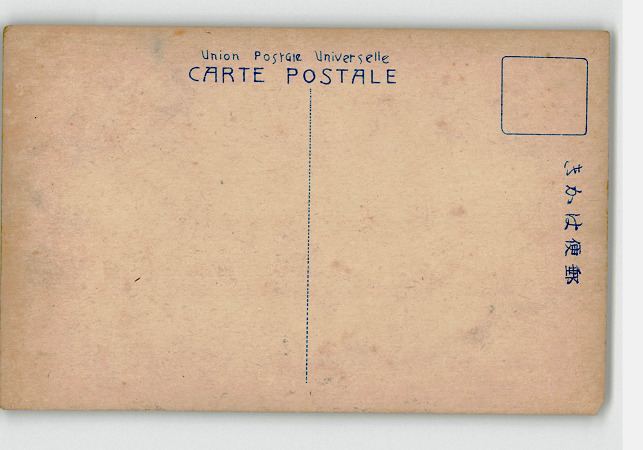 Union Postale Universelle
CARTE POSTALE
郵便はかき